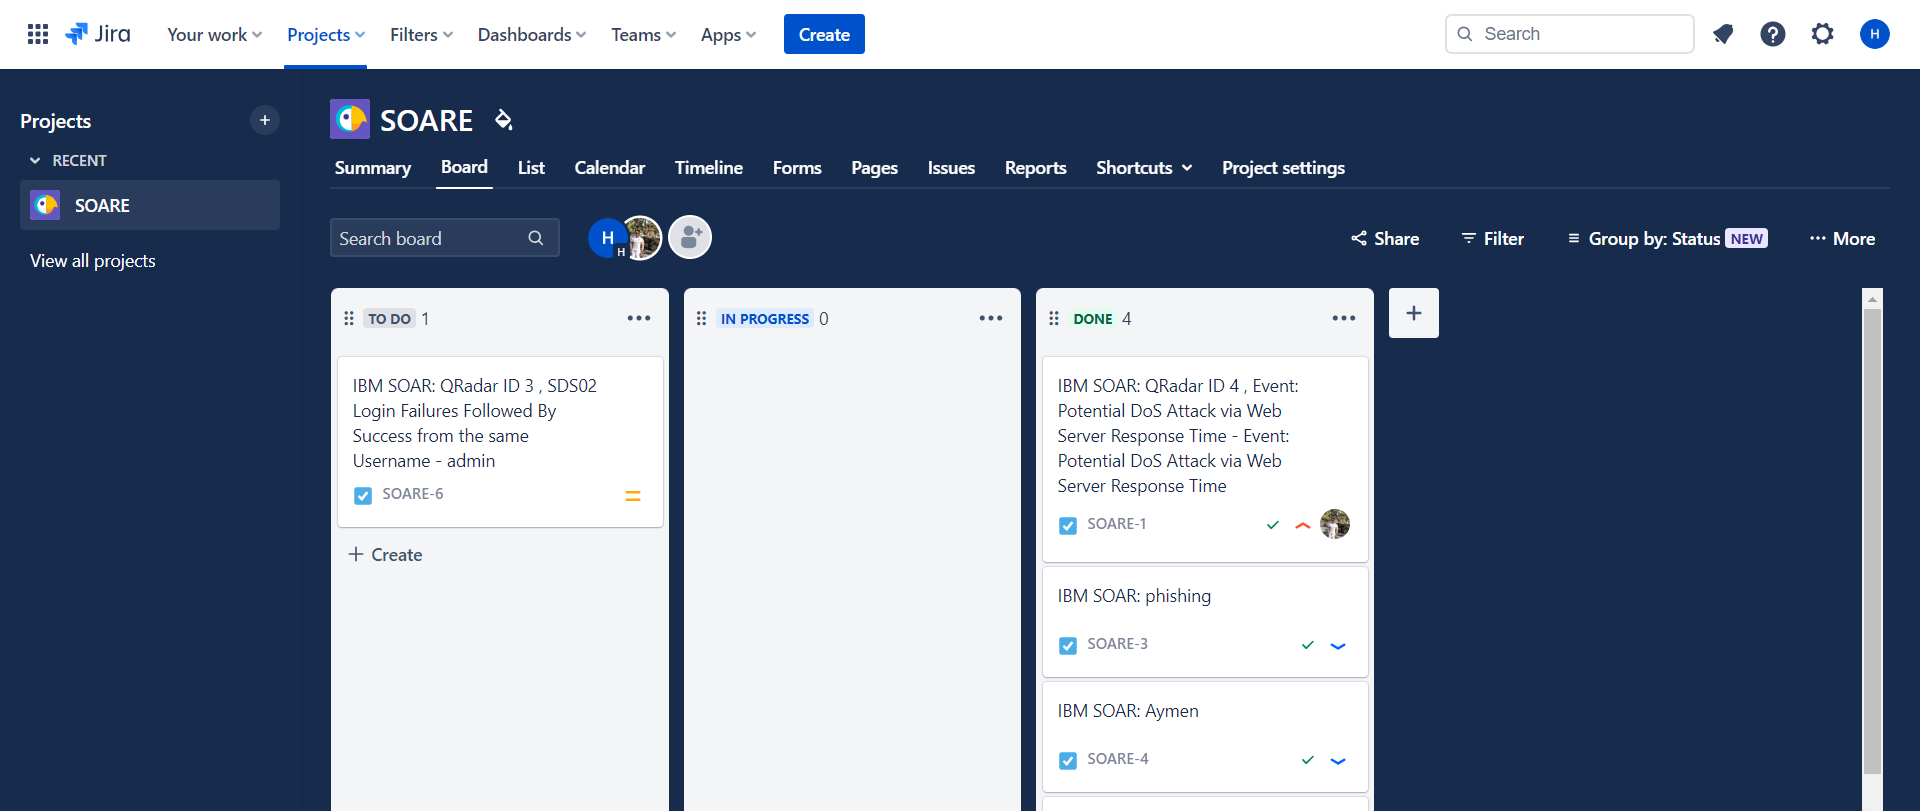 Jira
Your work
Projects
Filters
Dashboards
Teams
Apps
Create
Search
H
Projects
RECENT
SOARE
View all projects
SOARE
Summary
Board
List
Calendar
Timeline
Forms
Pages
Issues
Reports
Shortcuts
Project settings
Search board
H
H
Share
Filter
Group by: Status NEW
More
TO DO 1
IBM SOAR: QRadar ID 3 , SDS02
Login Failures Followed By
Success from the same
Username - admin
SOARE-6
Create
IN PROGRESS 0
DONE 4
IBM SOAR: QRadar ID 4 , Event:
Potential DoS Attack via Web
Server Response Time - Event:
Potential DoS Attack via Web
Server Response Time
SOARE-1
IBM SOAR: phishing
SOARE-3
IBM SOAR: Aymen
SOARE-4